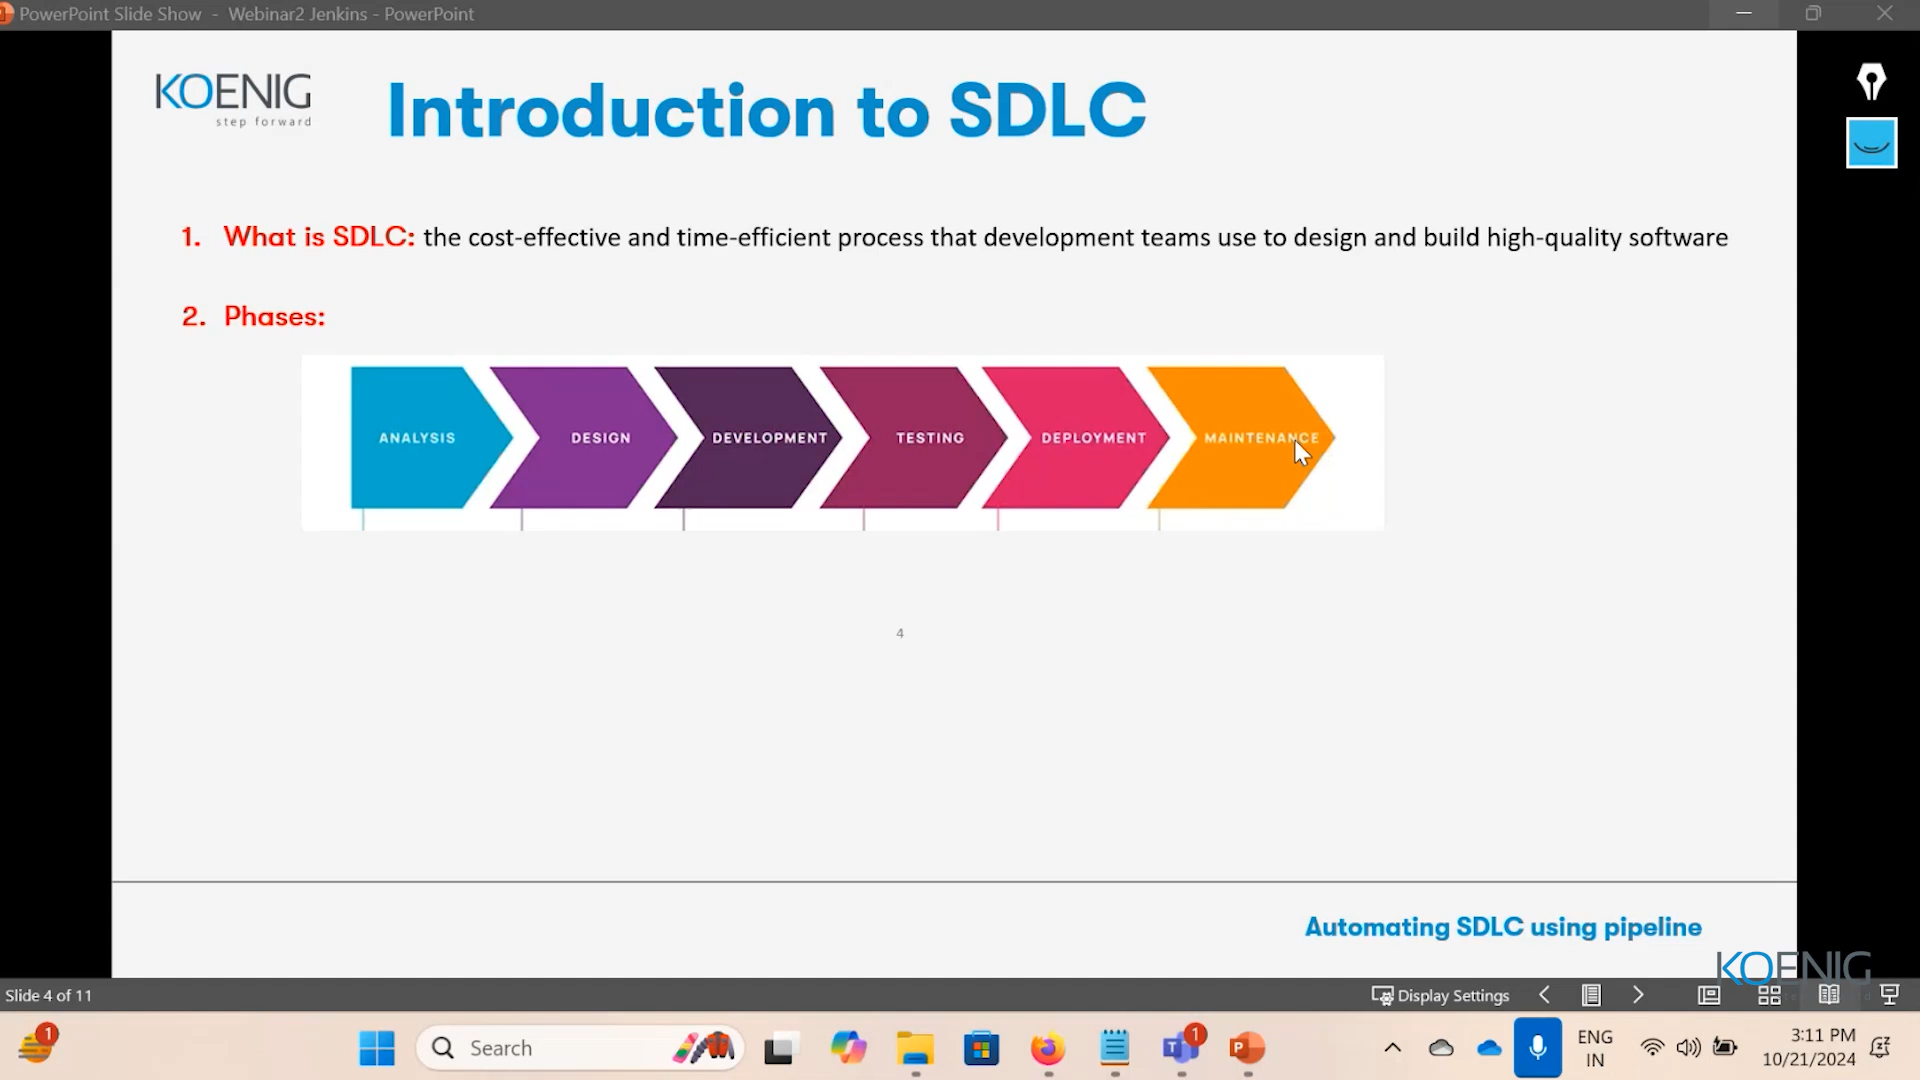 PowerPoint Slide Show - Webinar2 Jenkins - PowerPoint
KOENIG
step forward
Introduction to SDLC
1. What is SDLC: the cost-effective and time-efficient process that development teams use to design and build high-quality software
2. Phases:
ANALYSIS DESIGN DEVELOPMENT TESTING DEPLOYMENT MAINTENANCE
4
Automating SDLC using pipeline
KOENIG
Slide 4 of 11
Display Settings
1
Search
1
ENG
IN
3:11 PM
10/21/2024